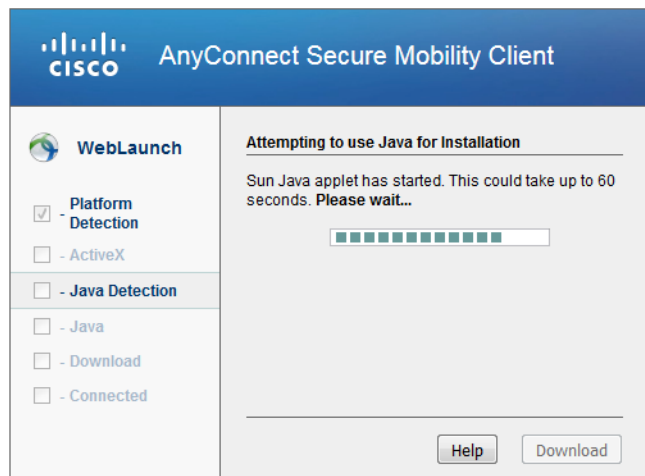 CISCO
AnyConnect Secure Mobility Client
WebLaunch
- Platform
Detection
- ActiveX
- Java Detection
- Java
- Download
- Connected
Attempting to use Java for Installation
Sun Java applet has started. This could take up to 60
seconds. Please wait...
Help
Download